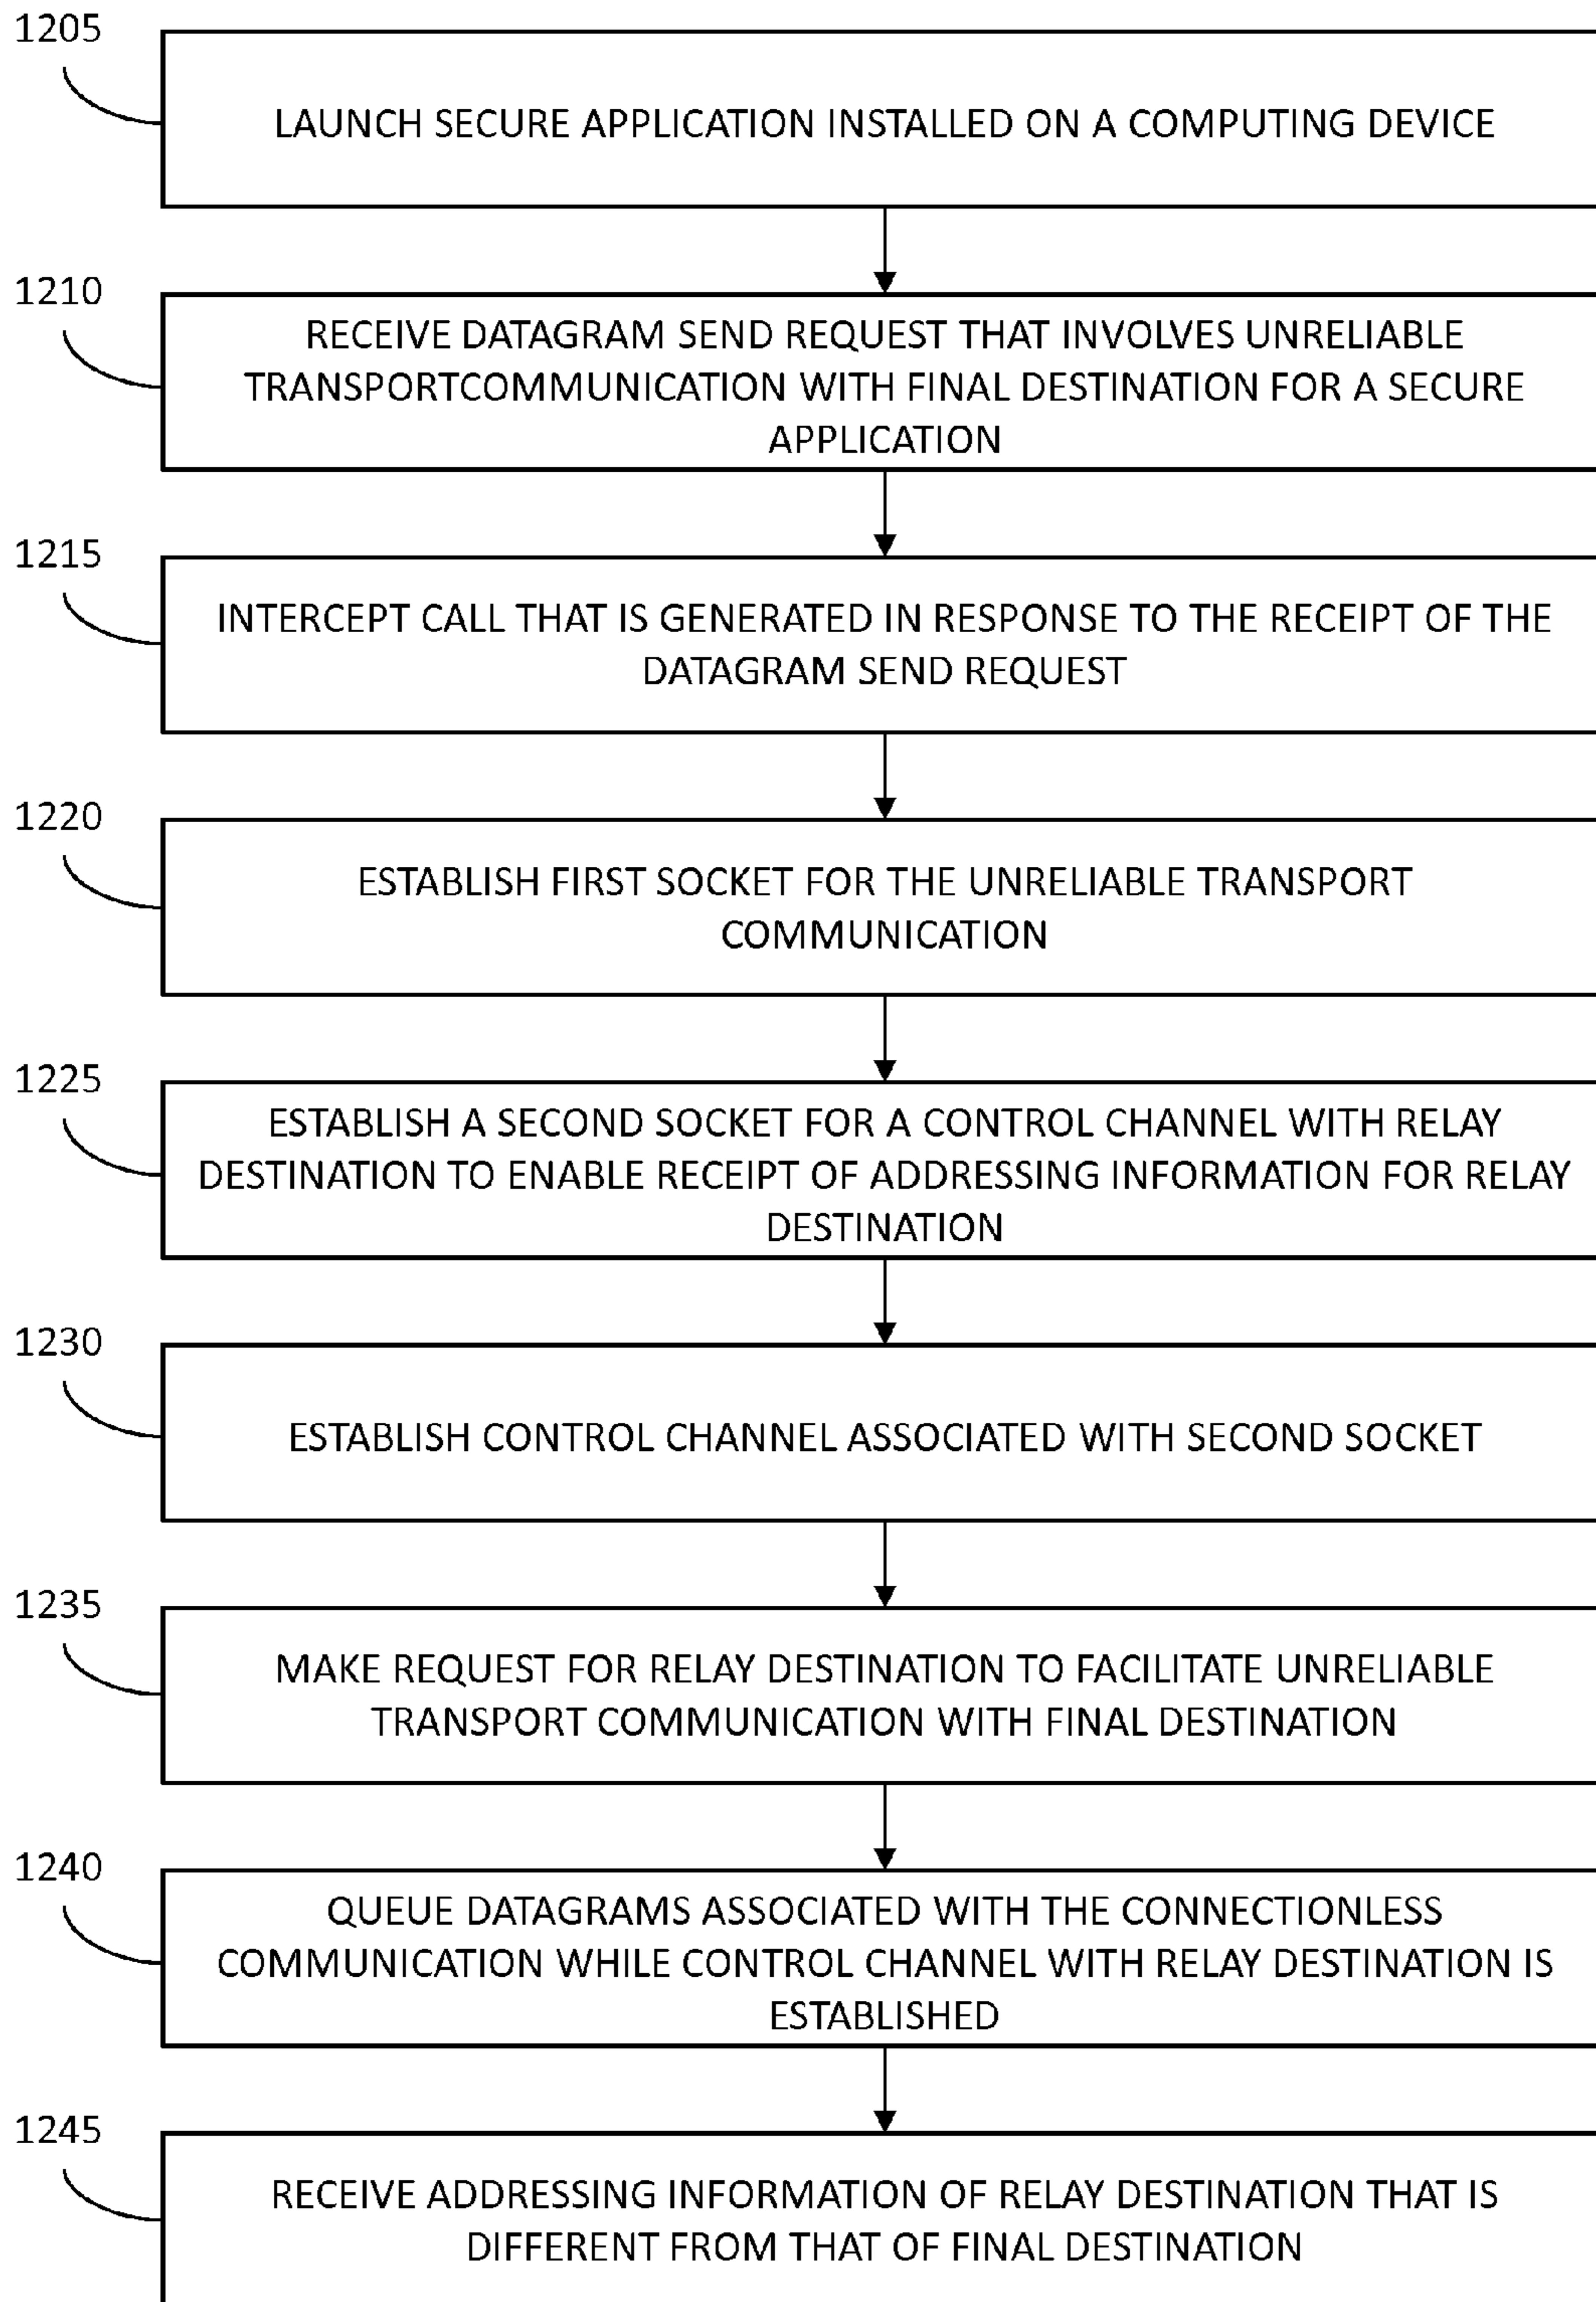 1205
LAUNCH SECURE APPLICATION INSTALLED ON A COMPUTING DEVICE
1210
RECEIVE DATAGRAM SEND REQUEST THAT INVOLVES UNRELIABLE
TRANSPORTCOMMUNICATION WITH FINAL DESTINATION FOR A SECURE
APPLICATION
1215
INTERCEPT CALL THAT IS GENERATED IN RESPONSE TO THE RECEIPT OF THE
DATAGRAM SEND REQUEST
1220
ESTABLISH FIRST SOCKET FOR THE UNRELIABLE TRANSPORT
COMMUNICATION
1225
ESTABLISH A SECOND SOCKET FOR A CONTROL CHANNEL WITH RELAY
DESTINATION TO ENABLE RECEIPT OF ADDRESSING INFORMATION FOR RELAY
DESTINATION
1230
ESTABLISH CONTROL CHANNEL ASSOCIATED WITH SECOND SOCKET
1235
MAKE REQUEST FOR RELAY DESTINATION TO FACILITATE UNRELIABLE
TRANSPORT COMMUNICATION WITH FINAL DESTINATION
1240
QUEUE DATAGRAMS ASSOCIATED WITH THE CONNECTIONLESS
COMMUNICATION WHILE CONTROL CHANNEL WITH RELAY DESTINATION IS
ESTABLISHED
1245
RECEIVE ADDRESSING INFORMATION OF RELAY DESTINATION THAT IS
DIFFERENT FROM THAT OF FINAL DESTINATION